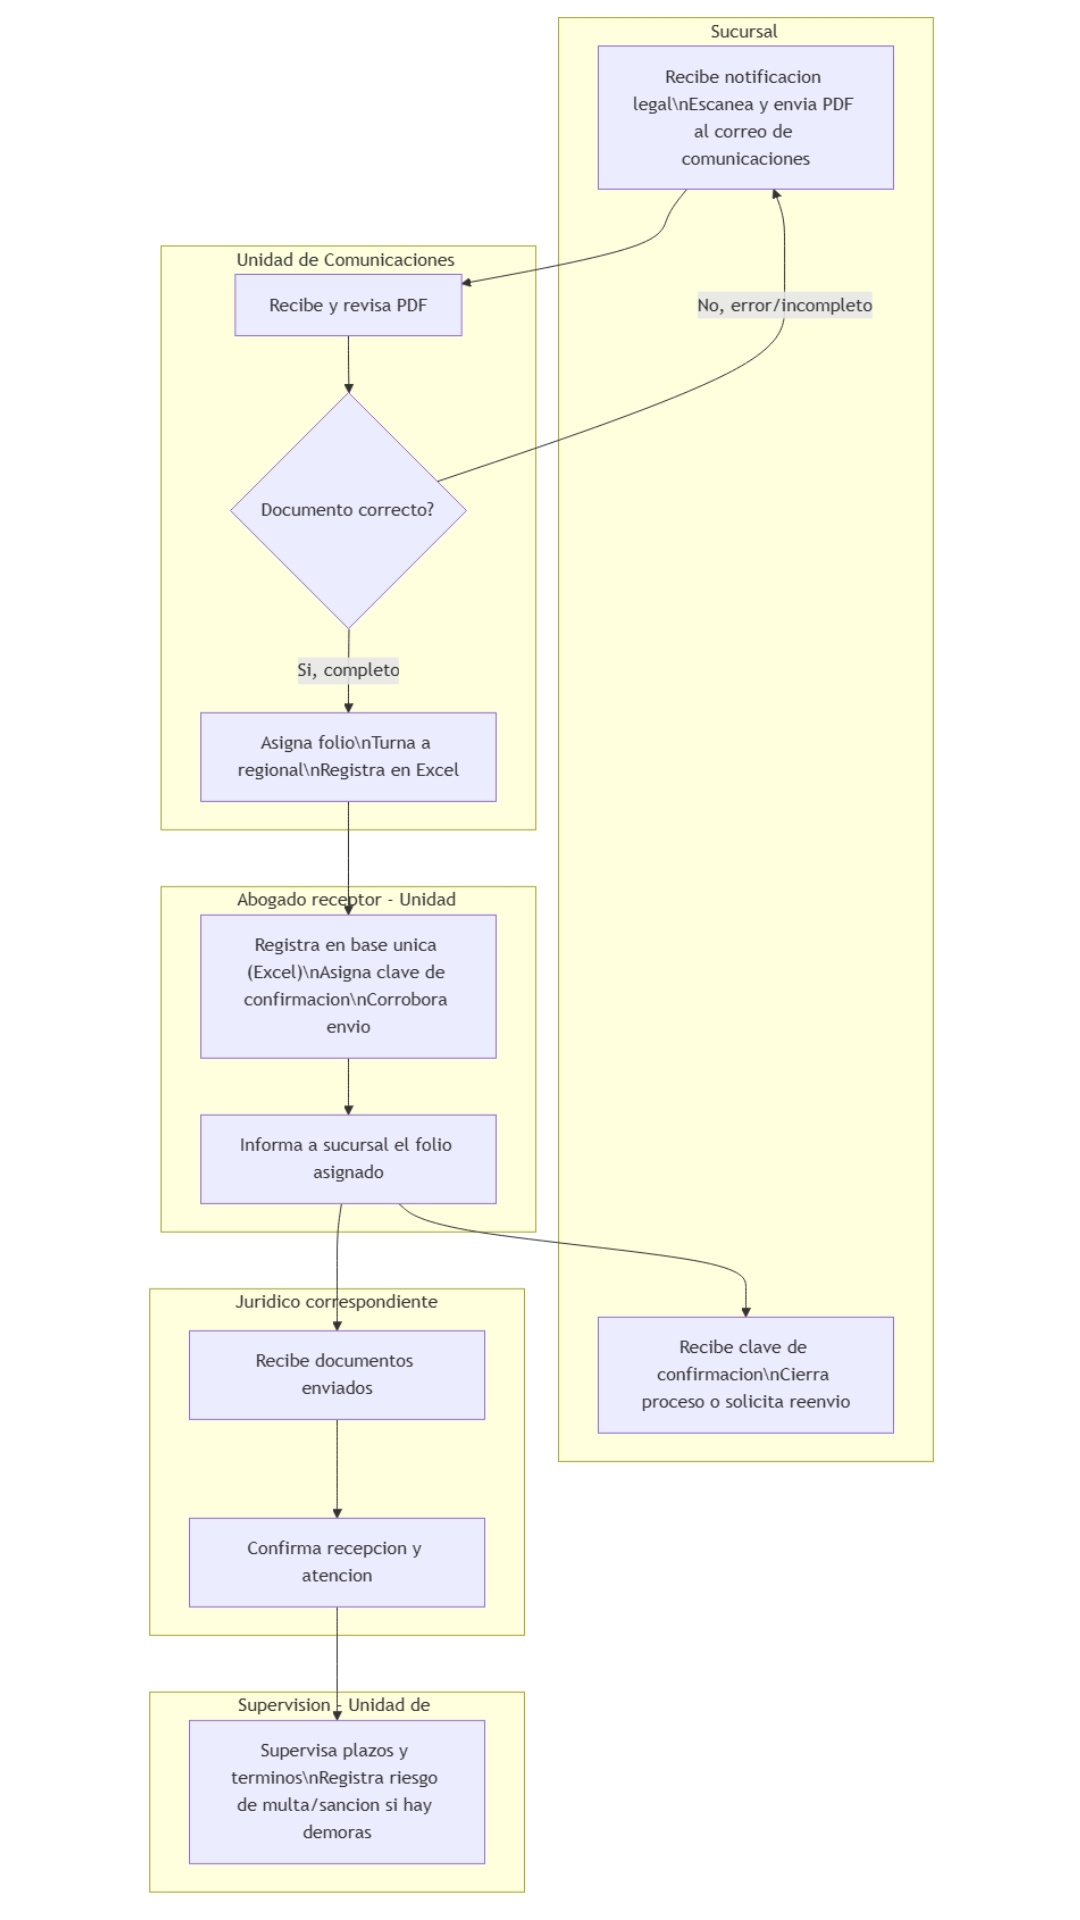 Sucursal
Recibe notificacion
legal\nEscanea y envia PDF
al correo de
comunicaciones
Unidad de Comunicaciones
Recibe y revisa PDF
No, error/incompleto
Documento correcto?
Si, completo
Asigna folio\nTurna a
regional\nRegistra en Excel
Abogado receptor - Unidad
Registra en base unica
(Excel)\nAsigna clave de
confirmacion\nCorrobora
envio
Informa a sucursal el folio
asignado
Juridico correspondiente
Recibe documentos
enviados
Recibe clave de
confirmacion\nCierra
proceso o solicita reenvio
Confirma recepcion y
atencion
Supervision - Unidad de
Supervisa plazos y
terminos\nRegistra riesgo
de multa/sancion si hay
demoras